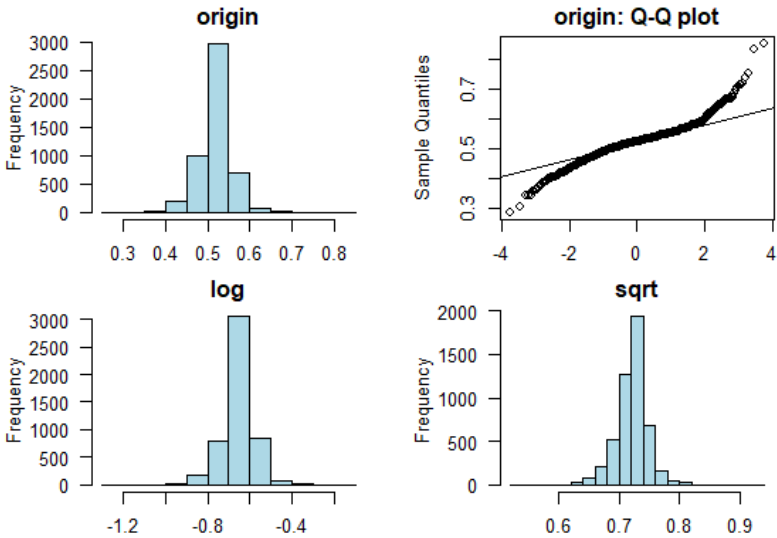 origin
Frequency
3000
2500
2000
1500
1000
500
0
0.3 0.4 0.5 0.6 0.7 0.8
origin: Q-Q plot
Sample Quantiles
0.7
0.5
0.3
-4 -2 0 2 4
log
Frequency
3000
2500
2000
1500
1000
500
0
-1.2 -0.8 -0.4
sqrt
Frequency
2000
1500
1000
500
0
0.6 0.7 0.8 0.9